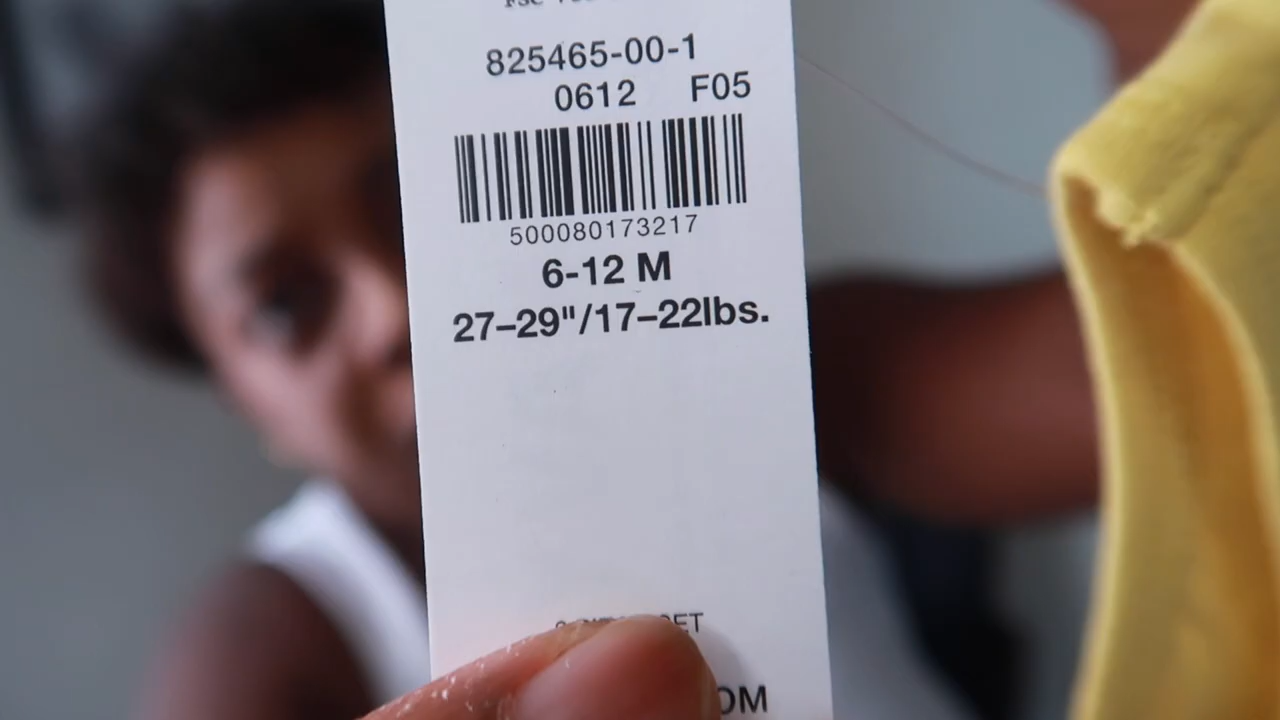 825465-00-1
0612 F05
500080173217
6-12 M
27–29"/17–22lbs.